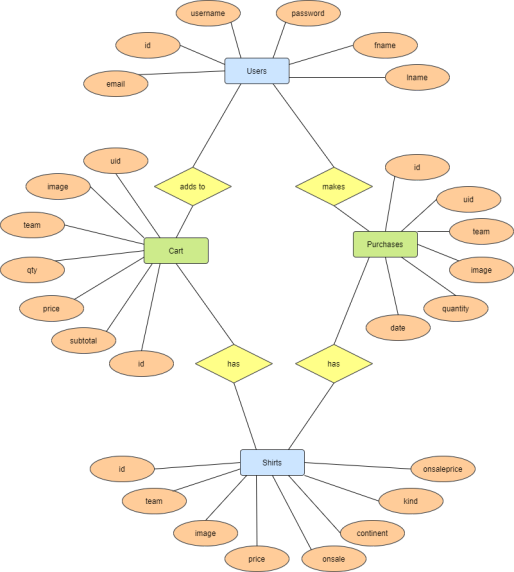 username
password
id
fname
Users
lname
email
uid
id
image
adds to
makes
uid
team
team
Purchases
Cart
qty
image
price
quantity
date
subtotal
id
has
has
Shirts
id
onsaleprice
team
kind
image
continent
price
onsale